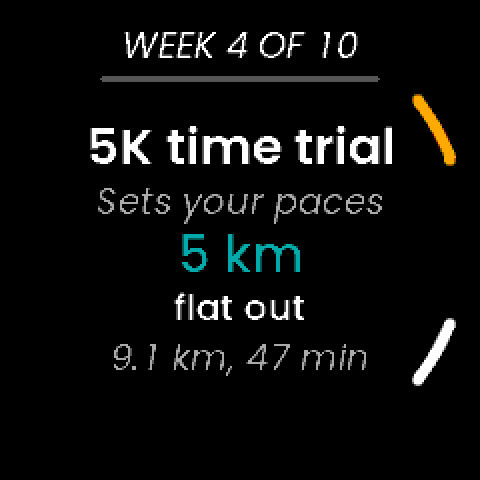 WEEK 4 OF 10
5K time trial
Sets your paces
5 km
flat out
9.1 km, 47 min